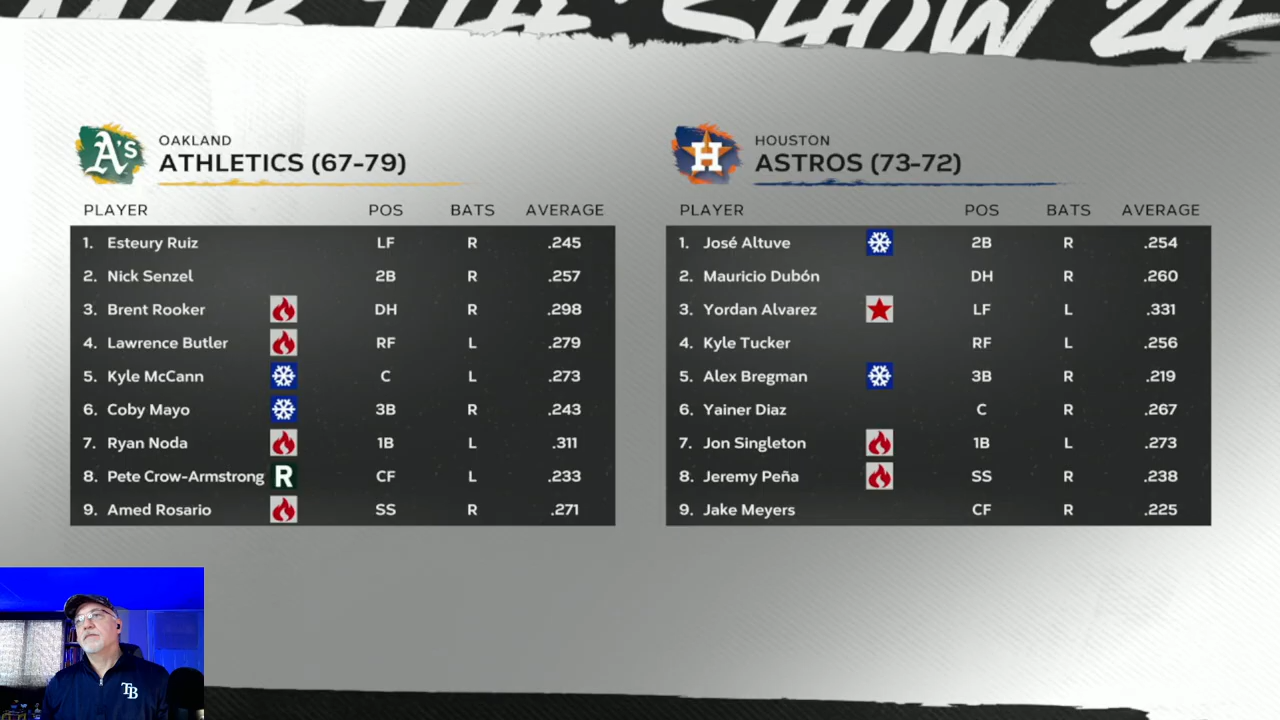 MLB THE SHOW 24
A's
OAKLAND
ATHLETICS (67-79)
PLAYER POS BATS AVERAGE
1. Esteury Ruiz LF R .245
2. Nick Senzel 2B R .257
3. Brent Rooker DH R .298
4. Lawrence Butler RF L .279
5. Kyle McCann C L .273
6. Coby Mayo 3B R .243
7. Ryan Noda 1B L .311
8. Pete Crow-Armstrong R CF L .233
9. Amed Rosario SS R .271
H
HOUSTON
ASTROS (73-72)
PLAYER POS BATS AVERAGE
1. José Altuve 2B R .254
2. Mauricio Dubón DH R .260
3. Yordan Alvarez LF L .331
4. Kyle Tucker RF L .256
5. Alex Bregman 3B R .219
6. Yainer Diaz C R .267
7. Jon Singleton 1B L .273
8. Jeremy Peña SS R .238
9. Jake Meyers CF R .225
TB